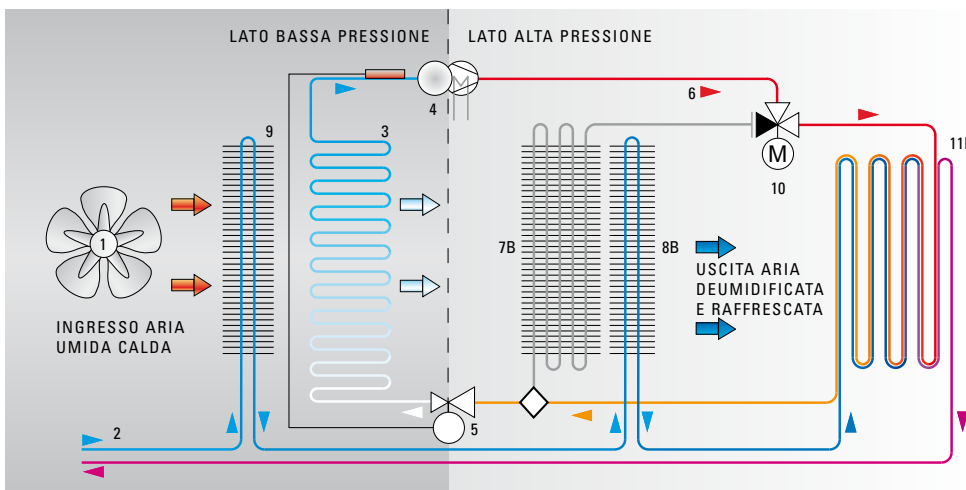 LATO BASSA PRESSIONE
LATO ALTA PRESSIONE
4
M
6
9
3
M
10
11
1
7B
8B
USCITA ARIA
DEUMIDIFICATA
E RAFFRESCATA
INGRESSO ARIA
UMIDA CALDA
5
2